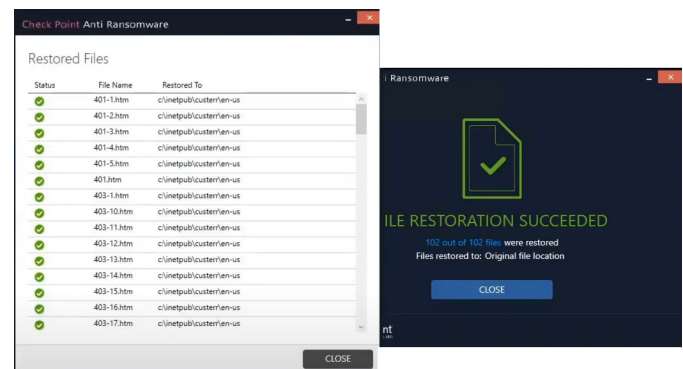 Check Point Anti Ransomware
Restored Files
Status File Name Restored To
401-1.htm c:\inetpub\custerr\en-us
401-2.htm c:\inetpub\custerr\en-us
401-3.htm c:\inetpub\custerr\en-us
401-4.htm c:\inetpub\custerr\en-us
401-5.htm c:\inetpub\custerr\en-us
401.htm c:\inetpub\custerr\en-us
403-1.htm c:\inetpub\custerr\en-us
403-10.htm c:\inetpub\custerr\en-us
403-11.htm c:\inetpub\custerr\en-us
403-12.htm c:\inetpub\custerr\en-us
403-13.htm c:\inetpub\custerr\en-us
403-14.htm c:\inetpub\custerr\en-us
403-15.htm c:\inetpub\custerr\en-us
403-16.htm c:\inetpub\custerr\en-us
403-17.htm c:\inetpub\custerr\en-us
CLOSE
Ransomware
ILE RESTORATION SUCCEEDED
102 out of 102 files were restored
Files restored to: Original file location
CLOSE
nt